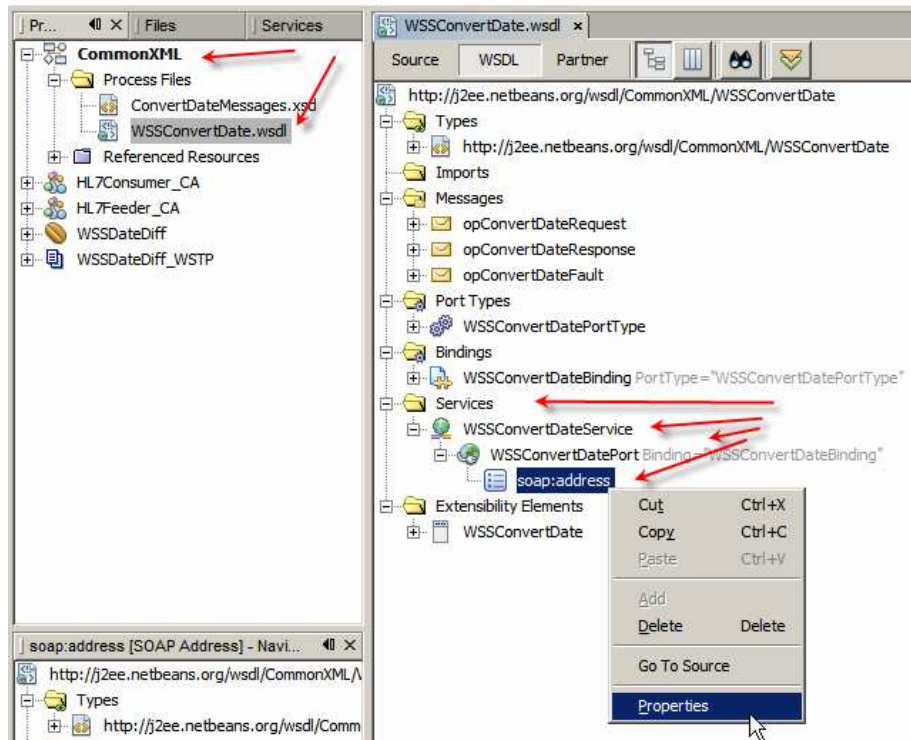 Pr...
Files
Services
CommonXML
Process Files
ConvertDateMessages.xsd
WSSConvertDate.wsdl
Referenced Resources
HL7Consumer_CA
HL7Feeder_CA
WSSDateDiff
WSSDateDiff_WSTP
soap:address [SOAP Address] - Navi...
http://j2ee.netbeans.org/wsdl/CommonXML/\
Types
http://j2ee.netbeans.org/wsdl/Comm
WSSConvertDate.wsdl
Source WSDL Partner
http://j2ee.netbeans.org/wsdl/CommonXML/WSSConvertDate
Types
http://j2ee.netbeans.org/wsdl/CommonXML/WSSConvertDate
Imports
Messages
opConvertDateRequest
opConvertDateResponse
opConvertDateFault
Port Types
WSSConvertDatePortType
Bindings
WSSConvertDateBinding PortType="WSSConvertDatePortType"
Services
WSSConvertDateService
WSSConvertDatePort Binding="WSSConvertDateBinding"
soap:address
Extensibility Elements
WSSConvertDate
Cut Ctrl+X
Copy Ctrl+C
Paste Ctrl+V
Add
Delete Delete
Go To Source
Properties